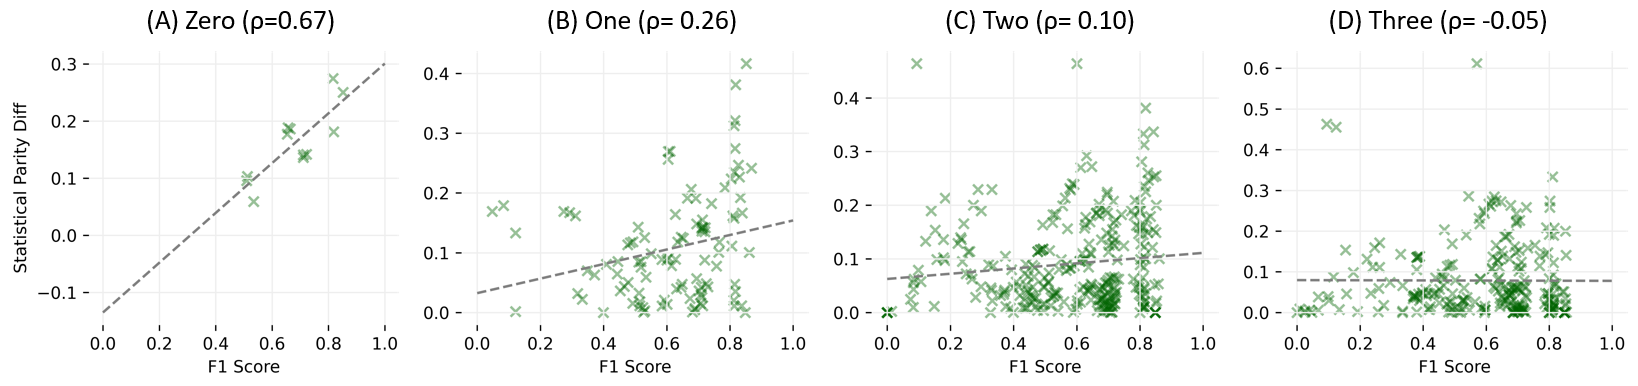 (A) Zero (ρ=0.67)
(B) One (ρ= 0.26)
(C) Two (ρ= 0.10)
(D) Three (ρ= -0.05)
Statistical Parity Diff
0.3
0.2
0.1
0.0
−0.1
0.0 0.2 0.4 0.6 0.8 1.0
F1 Score
0.4
0.3
0.2
0.1
0.0
0.0 0.2 0.4 0.6 0.8 1.0
F1 Score
0.4
0.3
0.2
0.1
0.0
0.0 0.2 0.4 0.6 0.8 1.0
F1 Score
0.6
0.5
0.4
0.3
0.2
0.1
0.0
0.0 0.2 0.4 0.6 0.8 1.0
F1 Score